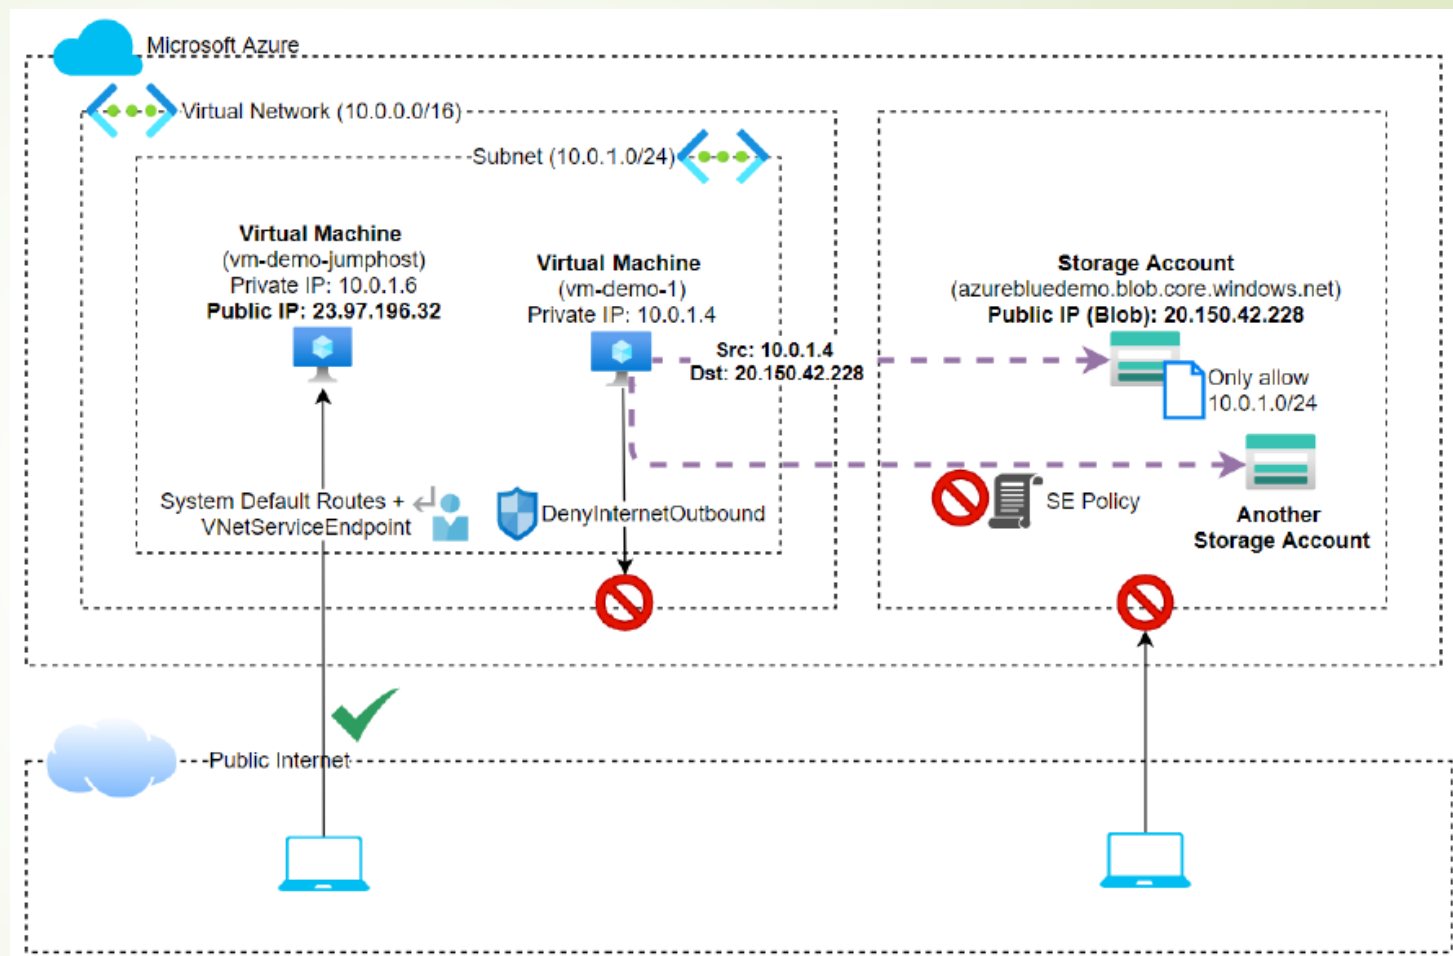 Microsoft Azure
Virtual Network (10.0.0.0/16)
Subnet (10.0.1.0/24)
Virtual Machine
(vm-demo-jumphost)
Private IP: 10.0.1.6
Public IP: 23.97.196.32
Virtual Machine
(vm-demo-1)
Private IP: 10.0.1.4
Src: 10.0.1.4
Dst: 20.150.42.228
Storage Account
(azurebluedemo.blob.core.windows.net)
Public IP (Blob): 20.150.42.228
Only allow
10.0.1.0/24
System Default Routes +
VNetServiceEndpoint
DenyInternetOutbound
SE Policy
Another
Storage Account
Public Internet